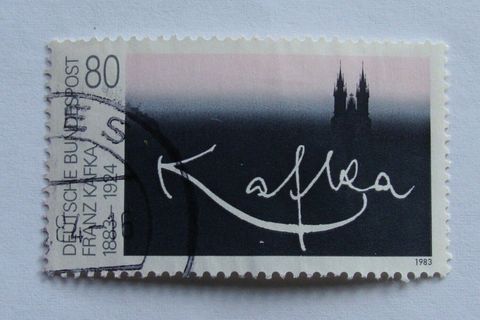 80
DEUTSCHE BUNDESPOST
FRANZ KAFKA
1883–1924
Kafka
1983